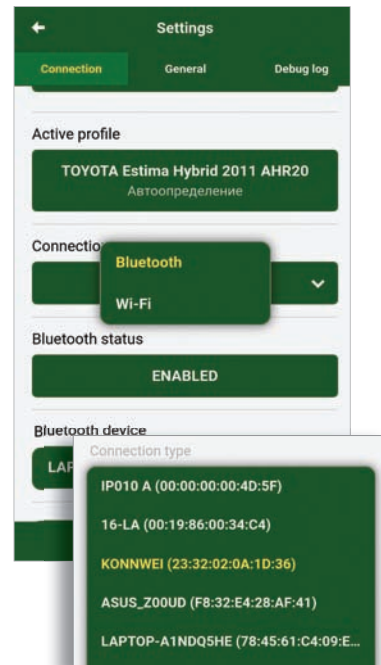 Settings
Connection General Debug log
Active profile
TOYOTA Estima Hybrid 2011 AHR20
Автоопределение
Connectio
Bluetooth
Wi-Fi
Bluetooth status
ENABLED
Bluetooth device
LAP
Connection type
IP010 A (00:00:00:00:4D:5F)
16-LA (00:19:86:00:34:C4)
KONNWEI (23:32:02:0A:1D:36)
ASUS_Z00UD (F8:32:E4:28:AF:41)
LAPTOP-A1NDQ5HE (78:45:61:C4:09:E...